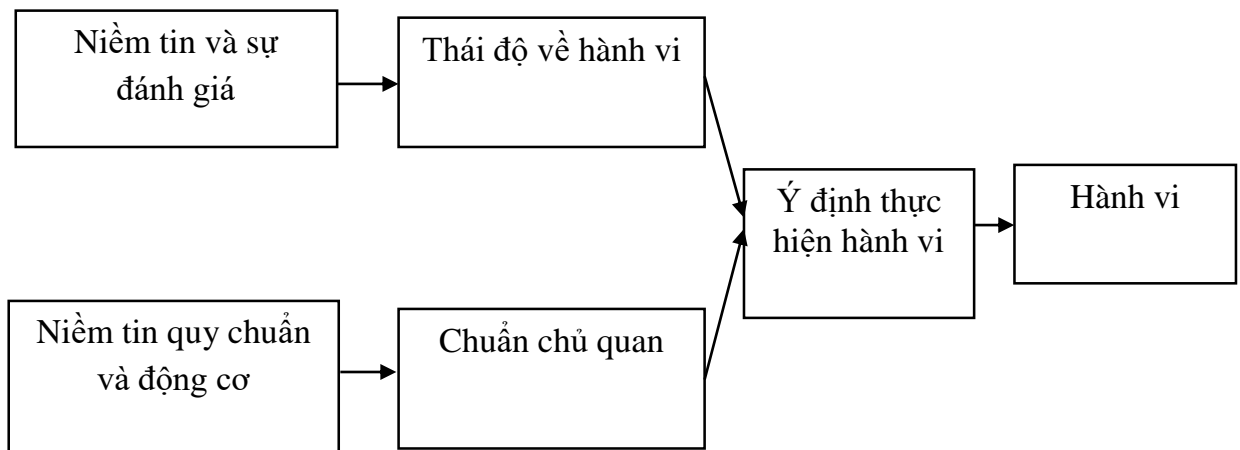 Niềm tin và sự
đánh giá
Thái độ về hành vi
Ý định thực
hiện hành vi
Hành vi
Niềm tin quy chuẩn
và động cơ
Chuẩn chủ quan